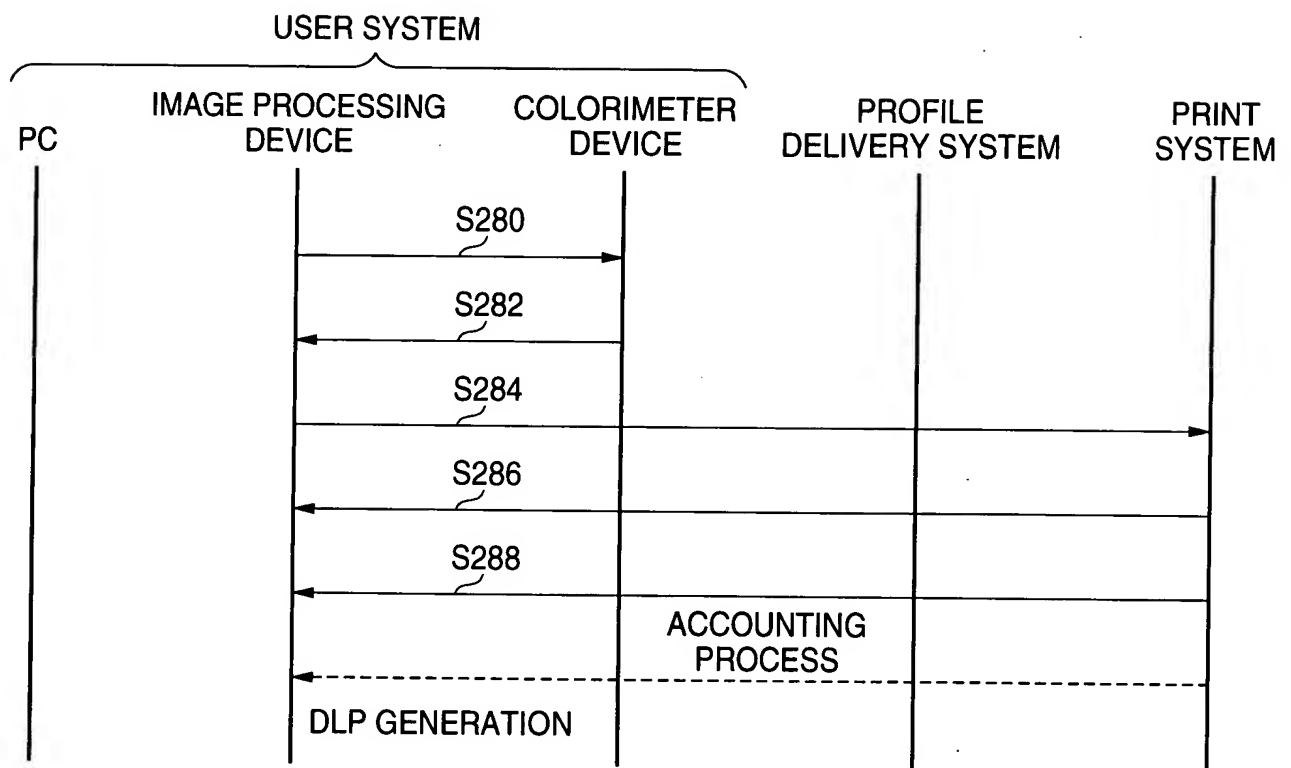 USER SYSTEM
PC
IMAGE PROCESSING
DEVICE
COLORIMETER
DEVICE
PROFILE
DELIVERY SYSTEM
PRINT
SYSTEM
S280
S282
S284
S286
S288
ACCOUNTING
PROCESS
DLP GENERATION